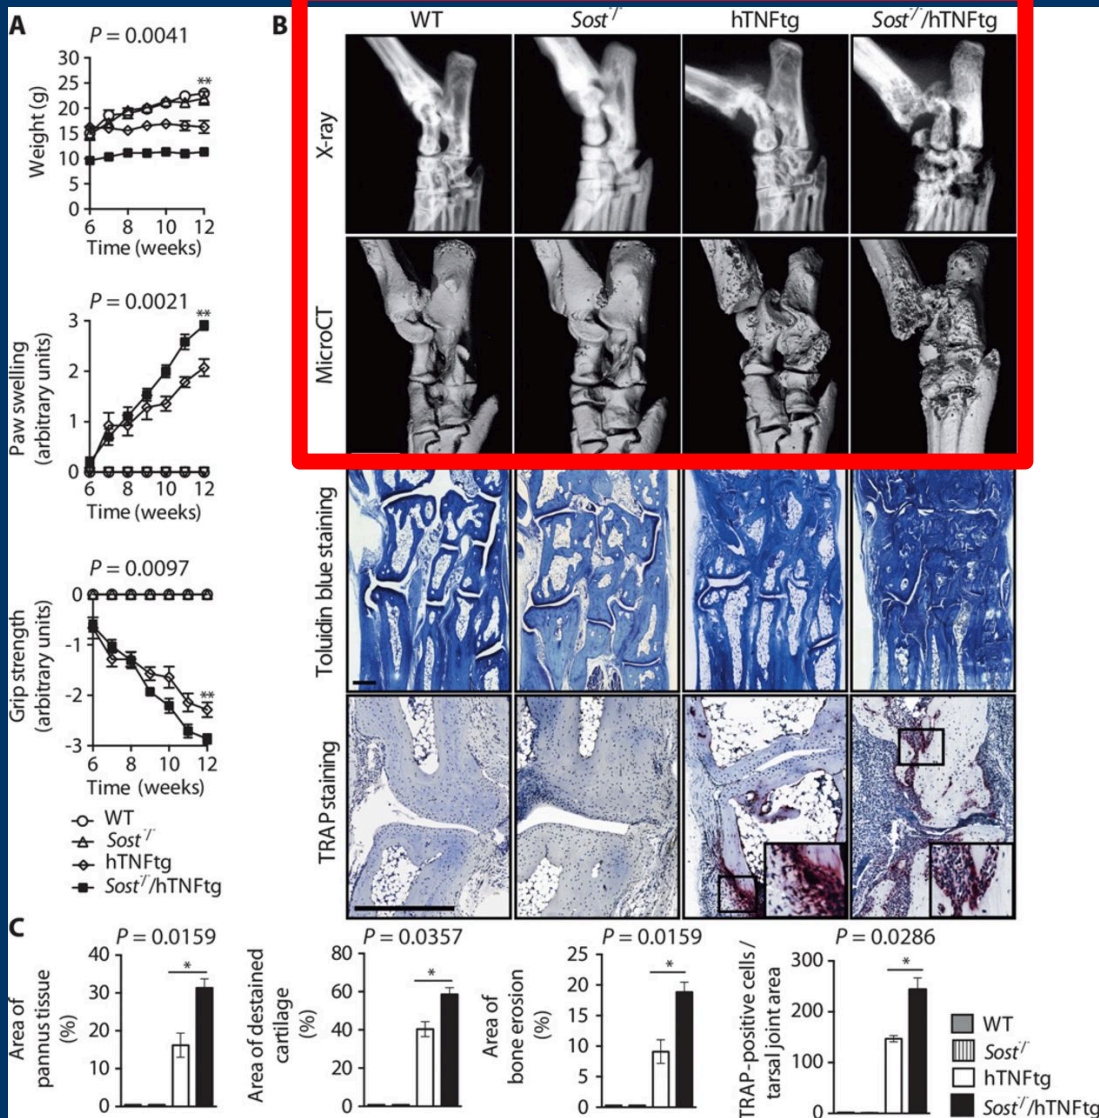 A
P = 0.0041
Weight (g)
30
25
20
15
10
5
0
**
6 8 10 12
Time (weeks)
P = 0.0021
Paw swelling
(arbitrary units)
3
2
1
0
**
6 8 10 12
Time (weeks)
P = 0.0097
Grip strength
(arbitrary units)
0
-1
-2
-3
**
6 8 10 12
Time (weeks)
WT
Sost-/-
hTNFtg
Sost-/-/hTNFtg
B
WT Sost-/- hTNFtg Sost-/-/hTNFtg
X-ray
MicroCT
Toluidin blue staining
TRAP staining
C
P = 0.0159
Area of
pannus tissue
(%)
40
30
20
10
0
*
P = 0.0357
Area of destained
cartilage
(%)
80
60
40
20
0
*
P = 0.0159
Area of
bone erosion
(%)
25
20
15
10
5
0
*
P = 0.0286
TRAP-positive cells /
tarsal joint area
300
200
100
0
*
WT
Sost-/-
hTNFtg
Sost-/-/hTNFtg